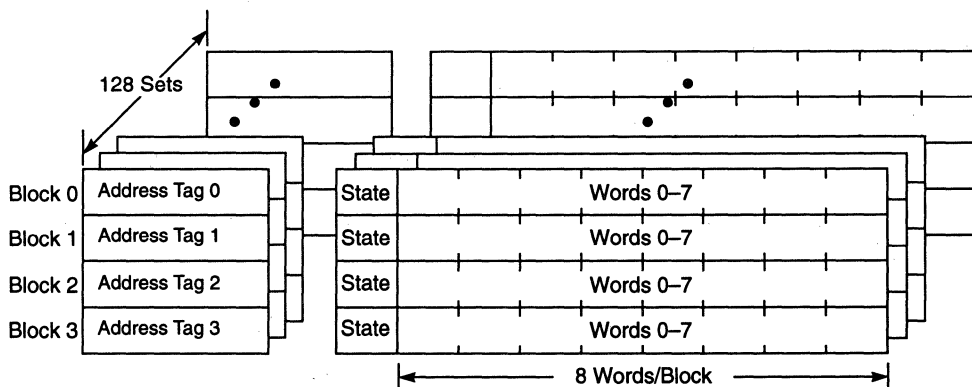 128 Sets
Block 0 Address Tag 0 State Words 0–7
Block 1 Address Tag 1 State Words 0–7
Block 2 Address Tag 2 State Words 0–7
Block 3 Address Tag 3 State Words 0–7
8 Words/Block